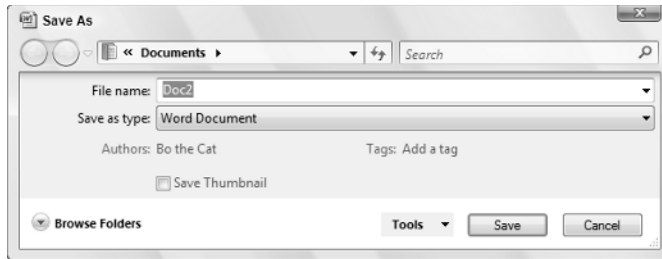 Save As
« Documents Search
File name: Doc2
Save as type: Word Document
Authors: Bo the Cat Tags: Add a tag
Save Thumbnail
Browse Folders Tools Save Cancel